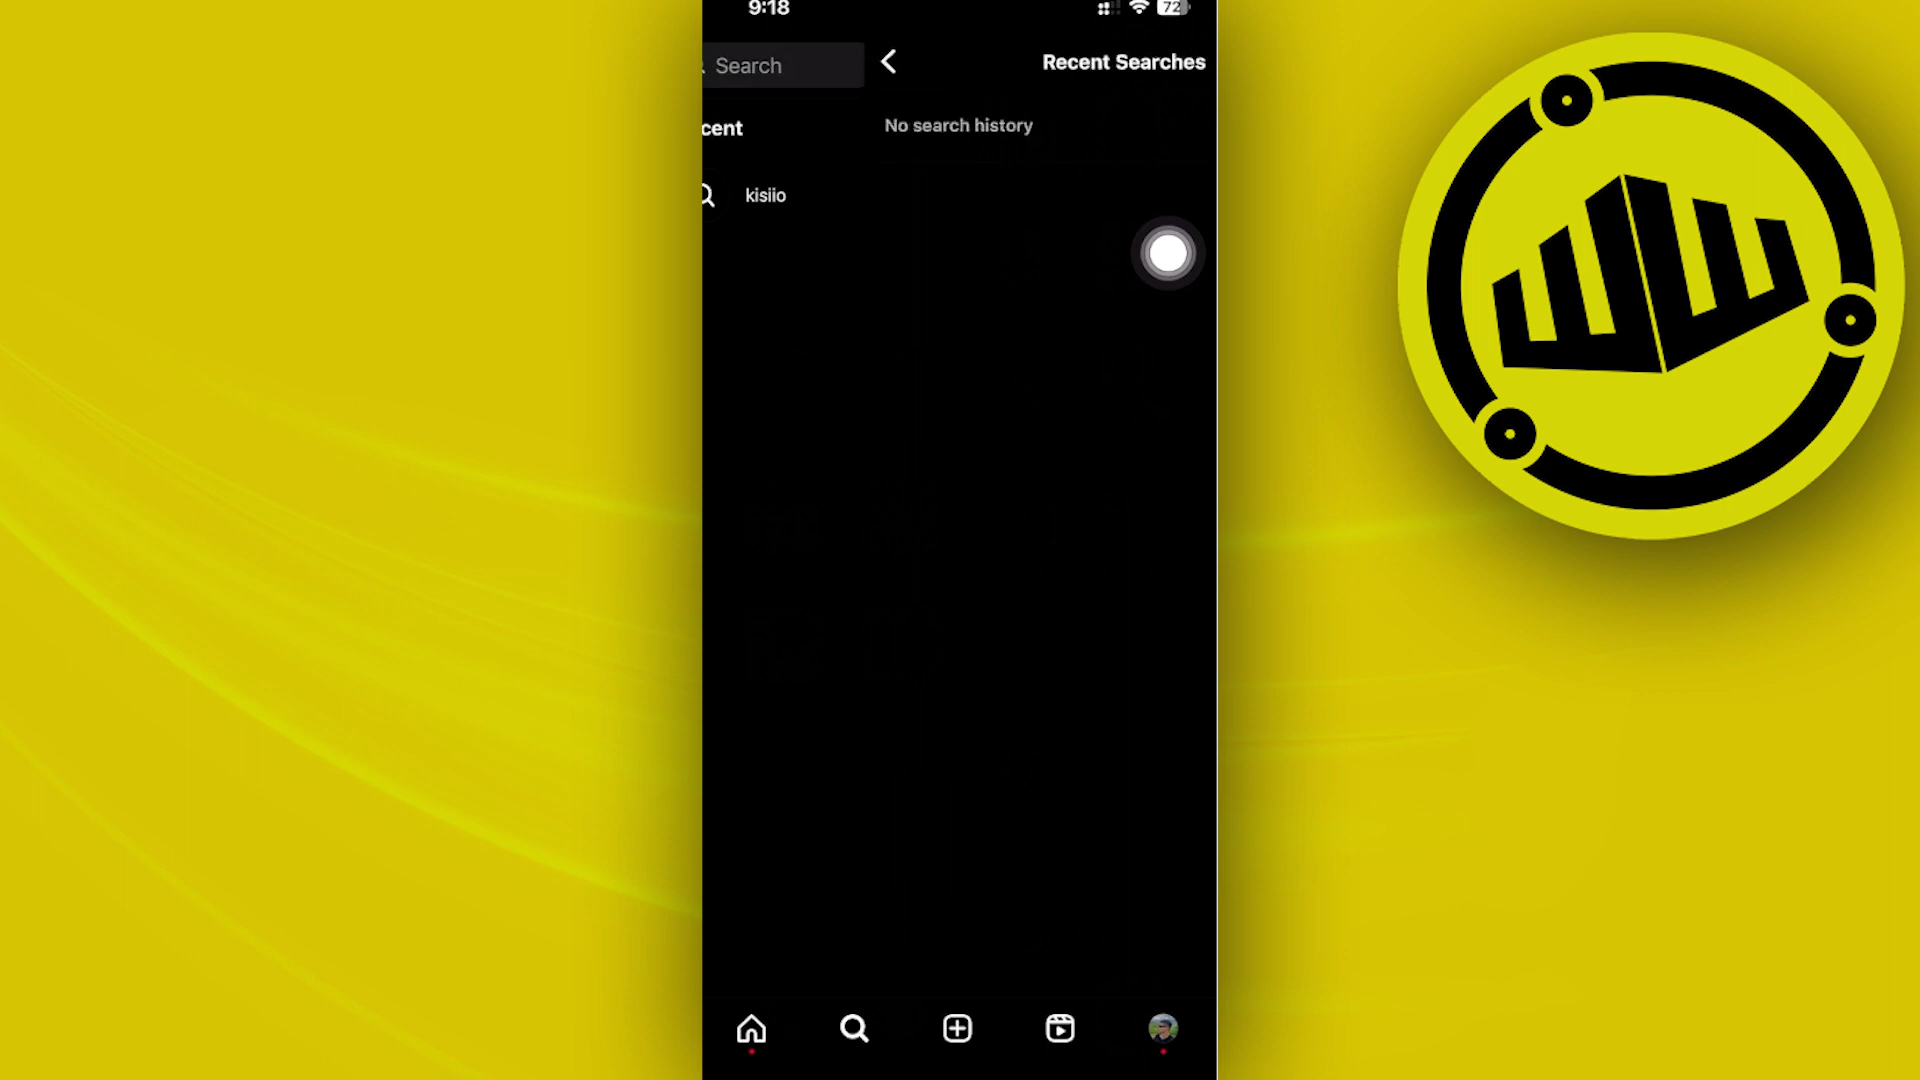 9:18
72
Search
Recent Searches
cent
No search history
kisiio